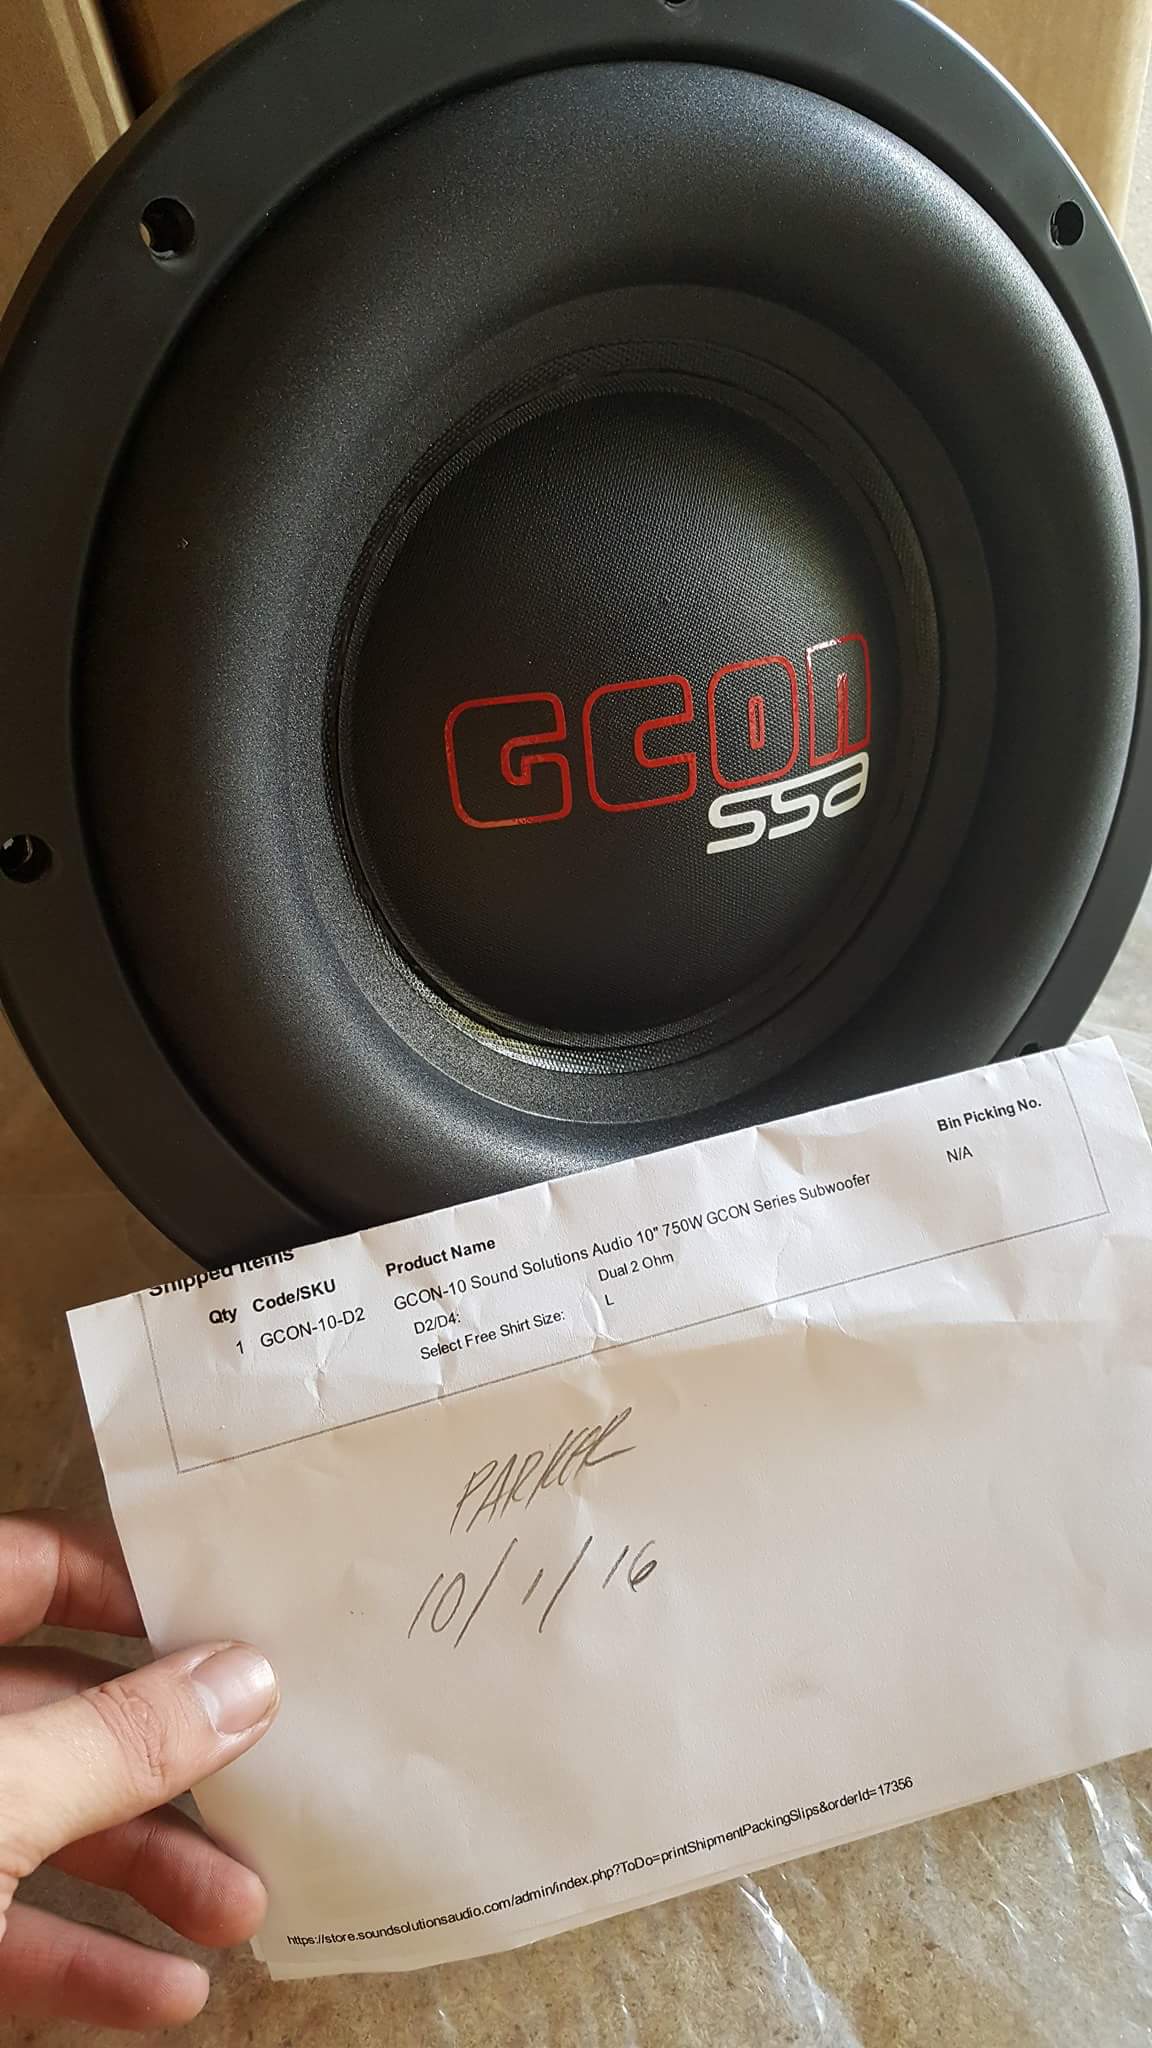 GCON
ssa
Shipped Items
Qty Code/SKU Product Name Bin Picking No.
1 GCON-10-D2 GCON-10 Sound Solutions Audio 10" 750W GCON Series Subwoofer N/A
D2/D4: Dual 2 Ohm
Select Free Shirt Size: L
PARKER
10/1/16
https://store.soundsolutionsaudio.com/admin/index.php?ToDo=printShipmentPackingSlips&orderId=17356